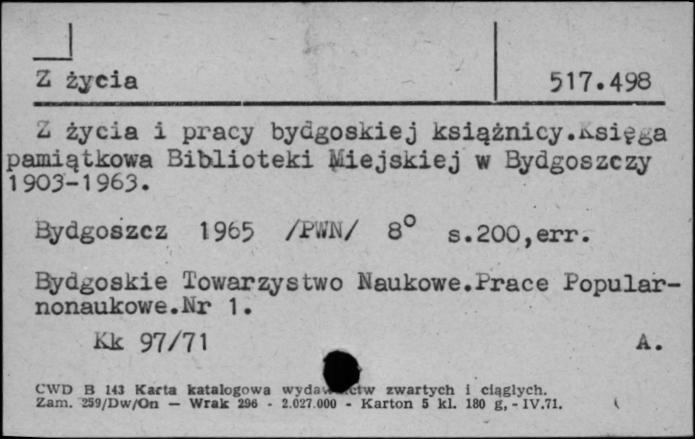 Z życia 517.498
Z życia i pracy bydgoskiej książnicy.Księga
pamiątkowa Biblioteki Miejskiej w Bydgoszczy
1903-1963.
Bydgoszcz 1965 /PWN/ 8° s.200,err.
Bydgoskie Towarzystwo Naukowe.Prace Popular-
nonaukowe.Nr 1.
Kk 97/71 A.
CWD B 143 Karta katalogowa zwartych i ciągłych.
Zam. 259/Dw/On — Wrak 296 - 2.027.000 - Karton 5 kl. 180 g, - IV.71.